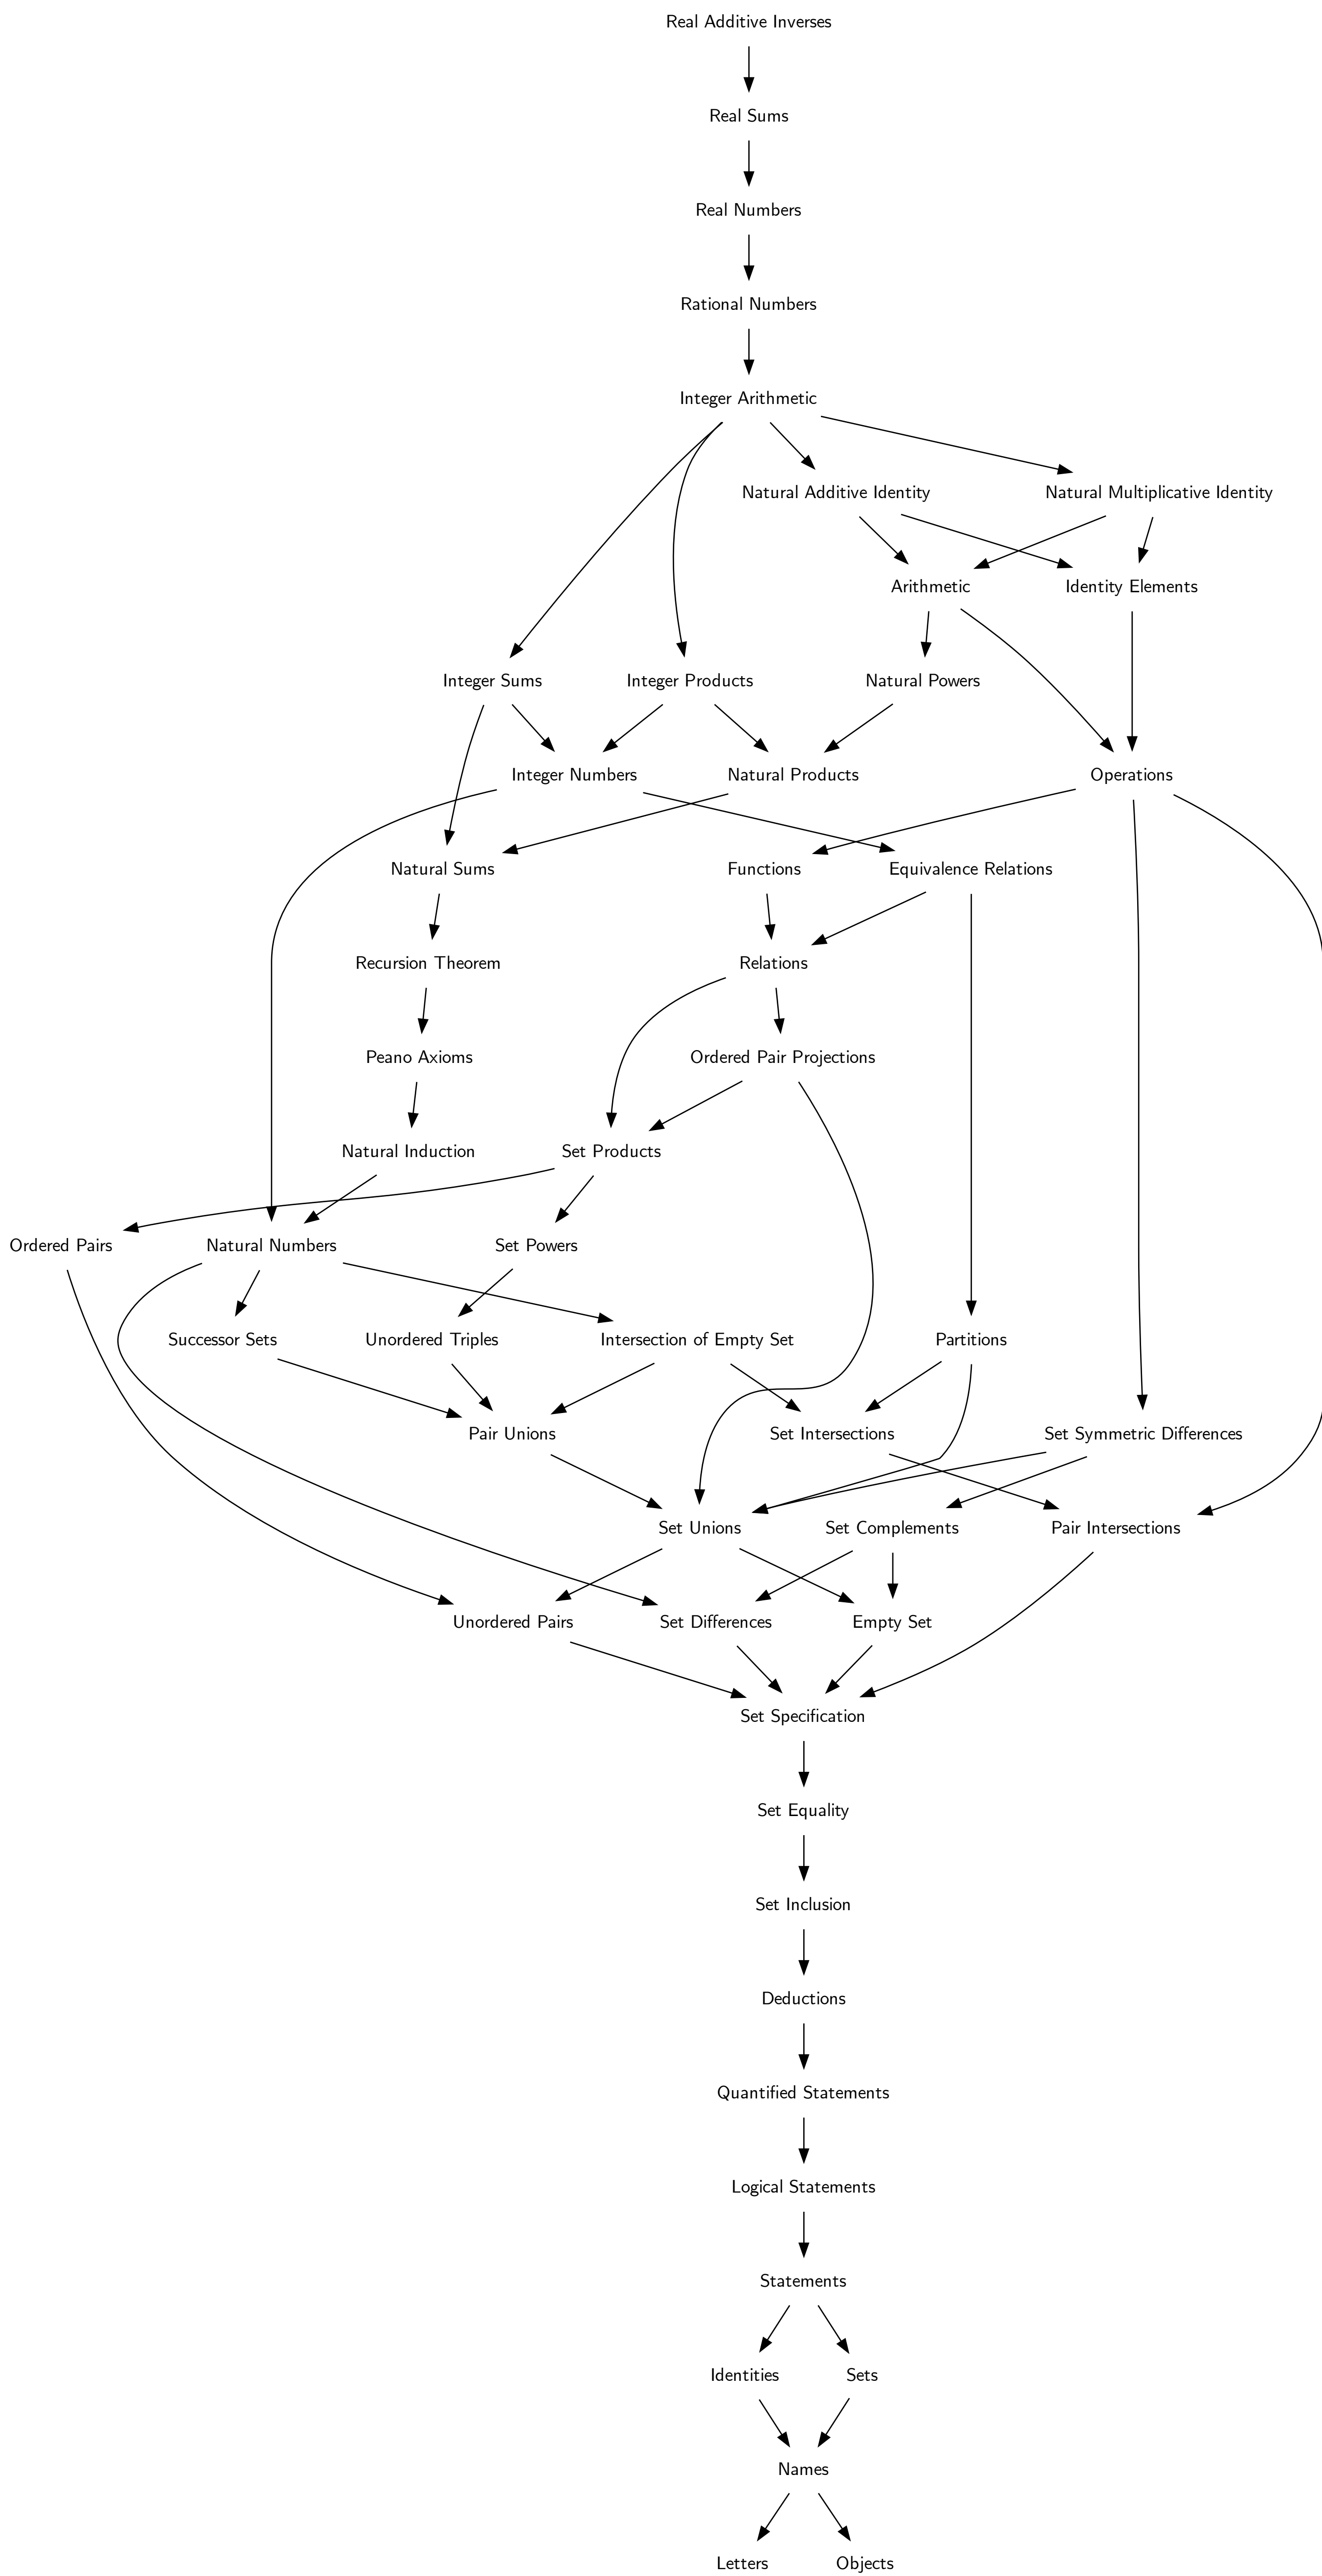 Real Additive Inverses
Real Sums
Real Numbers
Rational Numbers
Integer Arithmetic
Natural Additive Identity
Natural Multiplicative Identity
Arithmetic
Identity Elements
Integer Sums
Integer Products
Natural Powers
Integer Numbers
Natural Products
Operations
Natural Sums
Functions
Equivalence Relations
Recursion Theorem
Relations
Peano Axioms
Ordered Pair Projections
Natural Induction
Set Products
Ordered Pairs
Natural Numbers
Set Powers
Successor Sets
Unordered Triples
Intersection of Empty Set
Partitions
Pair Unions
Set Intersections
Set Symmetric Differences
Set Unions
Set Complements
Pair Intersections
Unordered Pairs
Set Differences
Empty Set
Set Specification
Set Equality
Set Inclusion
Deductions
Quantified Statements
Logical Statements
Statements
Identities
Sets
Names
Letters
Objects